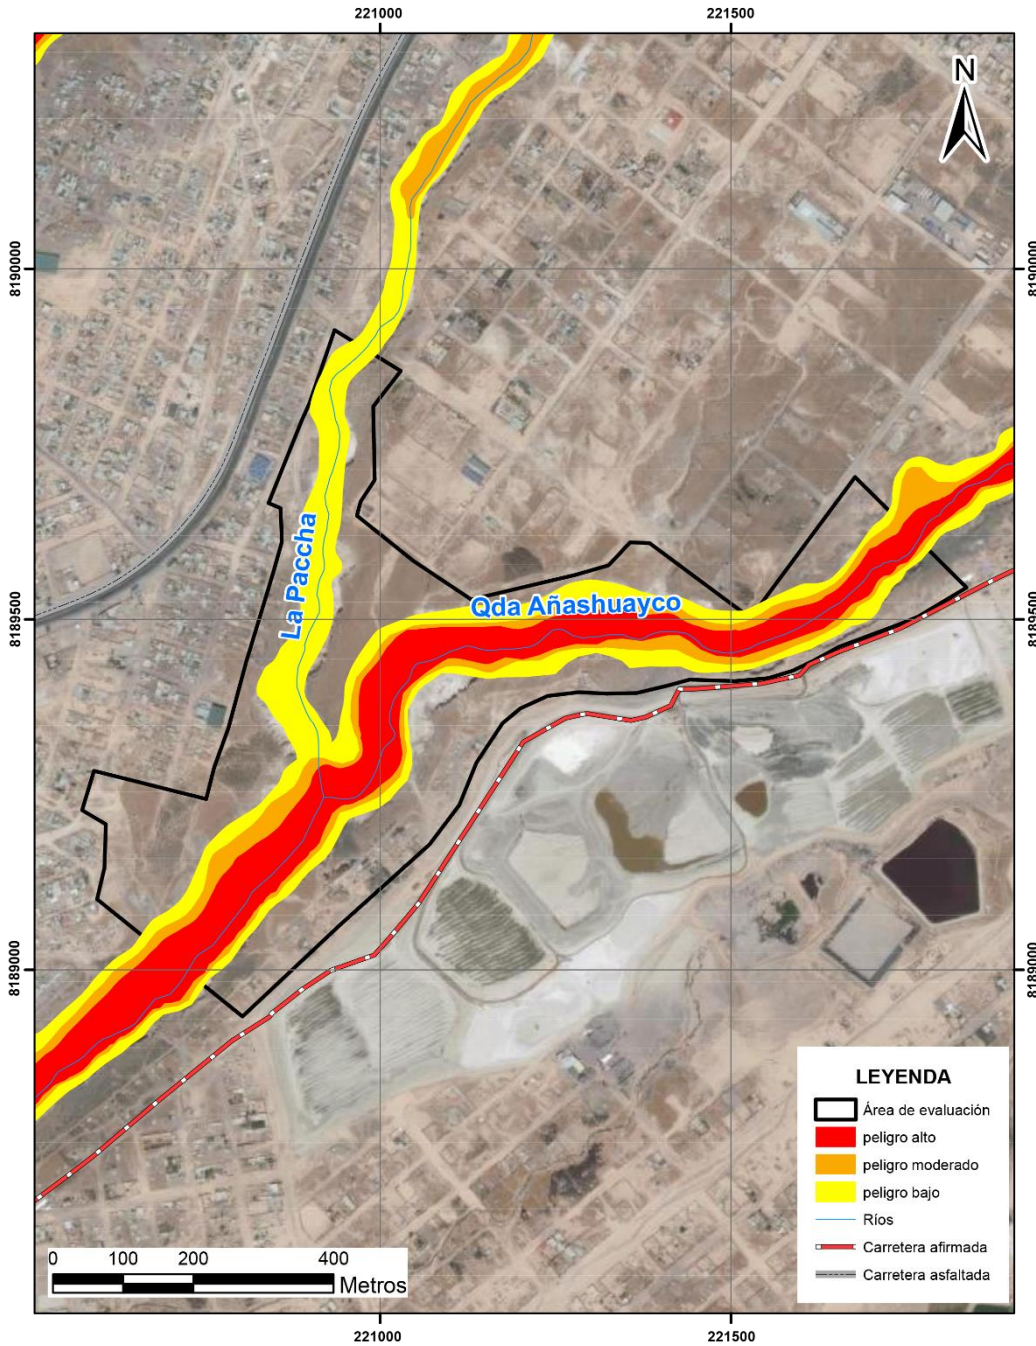 221000
221500
N
8190000
8190000
La Paccha
Qda Añashuayco
8189500
8189500
8189000
8189000
LEYENDA
Área de evaluación
peligro alto
peligro moderado
peligro bajo
Ríos
Carretera afirmada
Carretera asfaltada
0 100 200 400
Metros
221000
221500